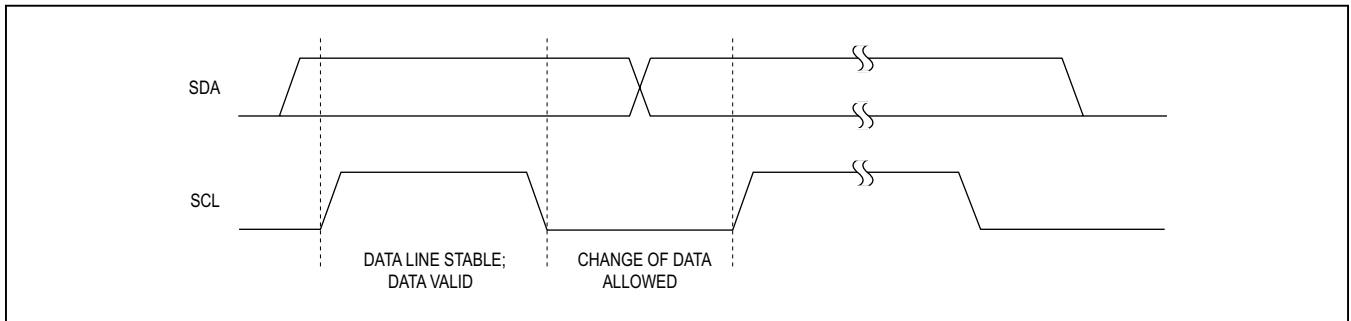 SDA
SCL
DATA LINE STABLE;
DATA VALID
CHANGE OF DATA
ALLOWED